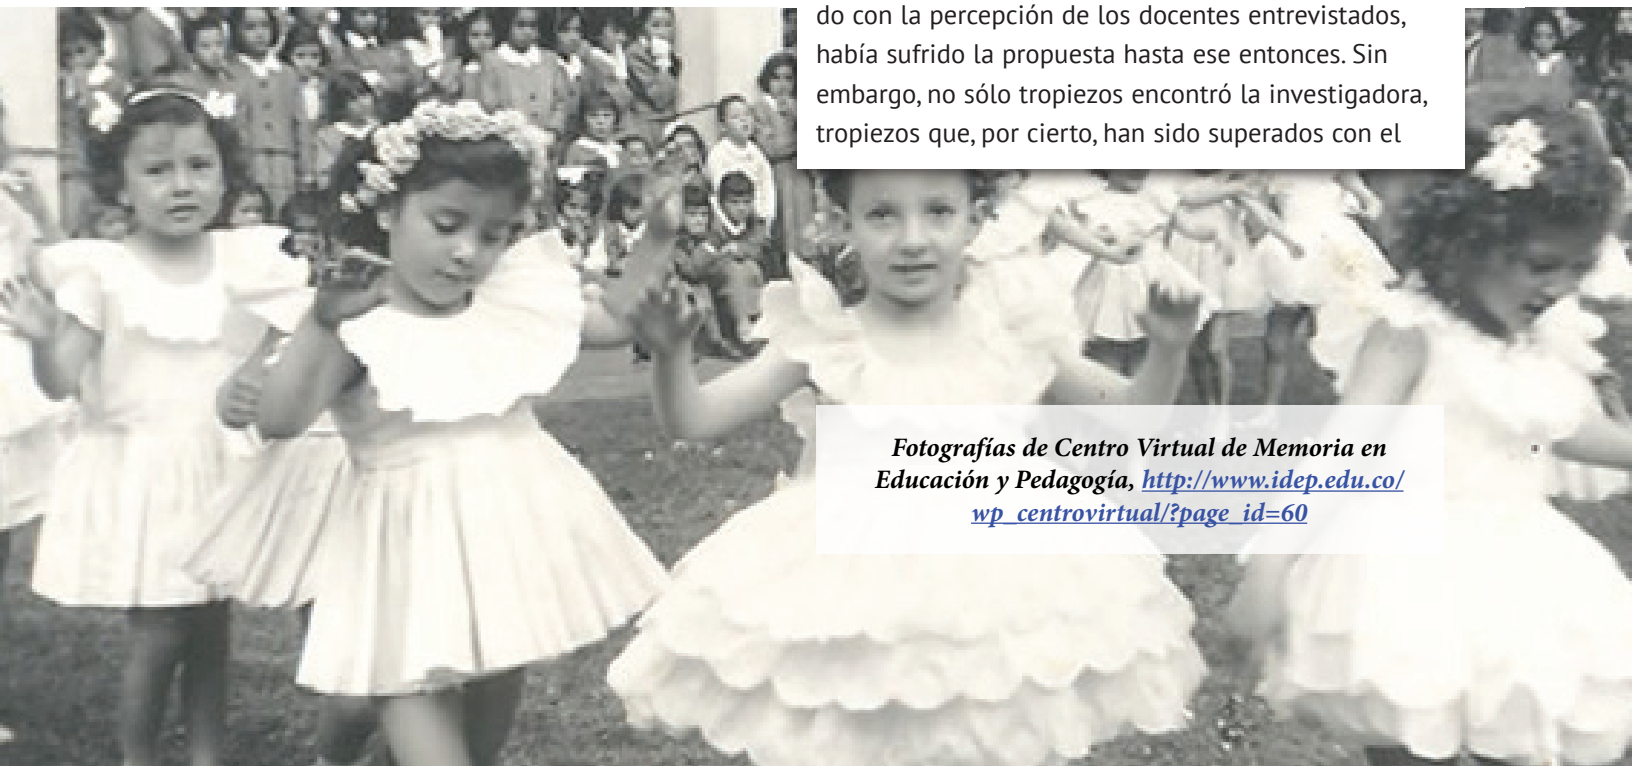 do con la percepción de los docentes entrevistados,
había sufrido la propuesta hasta ese entonces. Sin
embargo, no sólo tropiezos encontró la investigadora,
tropiezos que, por cierto, han sido superados con el
Fotografías de Centro Virtual de Memoria en
Educación y Pedagogía, http://www.idep.edu.co/
wp_centrovirtual/?page_id=60